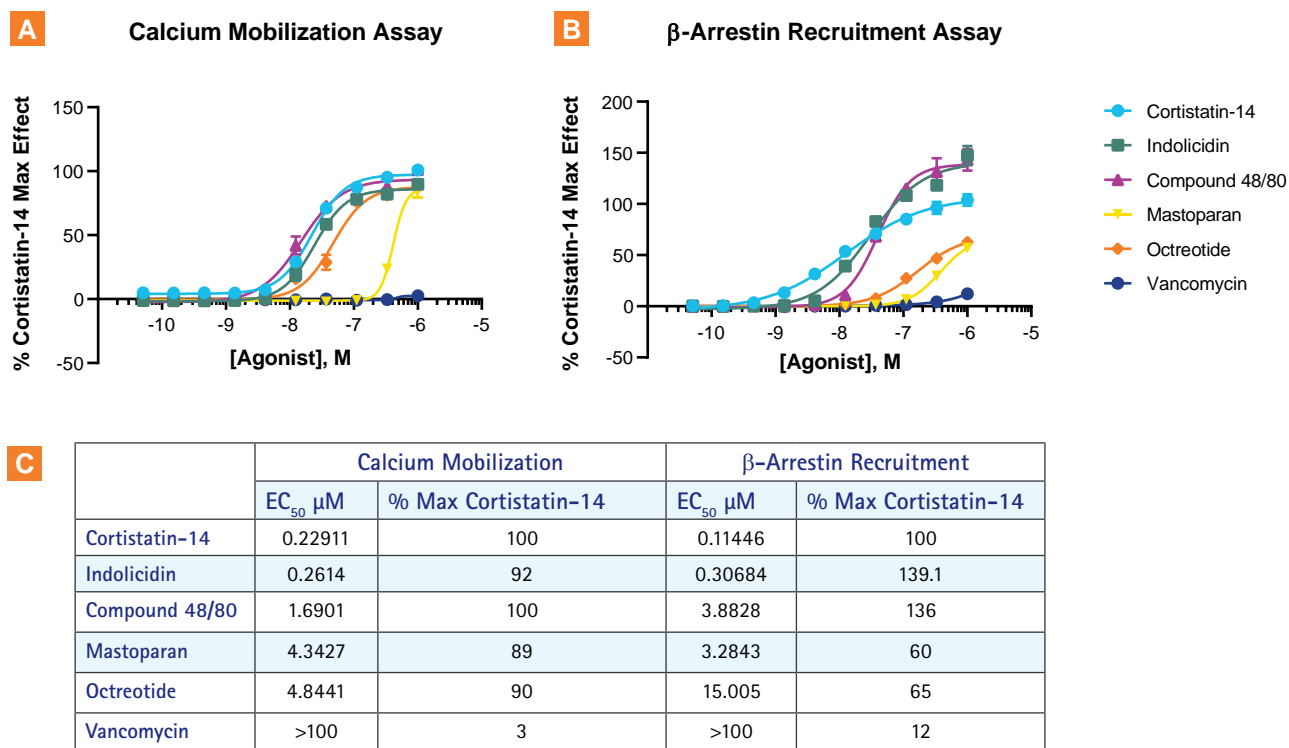 A
Calcium Mobilization Assay
% Cortistatin-14 Max Effect
150
100
50
0
-50
-10
-9
-8
-7
-6
-5
[Agonist], M
B
β-Arrestin Recruitment Assay
% Cortistatin-14 Max Effect
200
150
100
50
0
-50
-10
-9
-8
-7
-6
-5
[Agonist], M
Cortistatin-14
Indolicidin
Compound 48/80
Mastoparan
Octreotide
Vancomycin
C
Calcium Mobilization β-Arrestin Recruitment
EC50 µM % Max Cortistatin-14 EC50 µM % Max Cortistatin-14
Cortistatin-14 0.22911 100 0.11446 100
Indolicidin 0.2614 92 0.30684 139.1
Compound 48/80 1.6901 100 3.8828 136
Mastoparan 4.3427 89 3.2843 60
Octreotide 4.8441 90 15.005 65
Vancomycin >100 3 >100 12